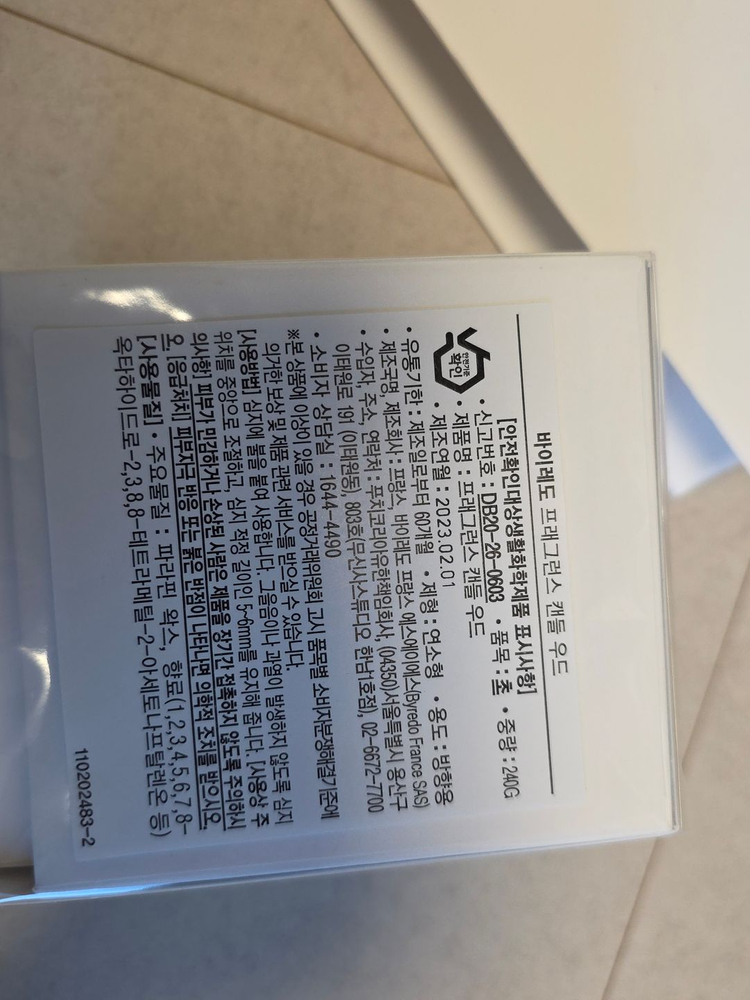 바이레도 프래그런스 캔들 우드
[안전확인대상생활화학제품 표시사항]
안전기준
확인
• 신고번호 : DB20-26-0603 • 품목 : 초 • 중량 : 240G
• 제품명 : 프래그런스 캔들 우드
• 제조연월 : 2023.02.01
• 유통기한 : 제조일로부터 60개월 • 제형 : 연소형 • 용도 : 방향용
• 제조국명, 제조회사 : 프랑스, 바이레도 프랑스 에스에이에스(Byredo France SAS)
• 수입자, 주소, 연락처 : 푸치코리아유한책임회사, (04350)서울특별시 용산구
이태원로 191 (이태원동), 803호(무신사스튜디오 한남1호점), 02-6672-7700
• 소비자 상담실 : 1644-4490
※본 상품에 이상이 있을 경우 공정거래위원회 고시 품목별 소비자분쟁해결기준에
의거한 보상 및 제품 관련 서비스를 받으실 수 있습니다.
[사용방법] 심지에 불을 붙여 사용합니다. 그을음이나 과열이 발생하지 않도록 심지
위치를 중앙으로 조정하고, 심지 적정 길이인 5~6mm를 유지해 줍니다. [사용상 주
의사항] 피부가 민감하거나 손상된 사람은 제품을 장기간 접촉하지 않도록 주의하시
오. [응급처치] 피부자극 반응 또는 붉은 반점이 나타나면 의학적 조치를 받으시오.
[사용물질] • 주요물질 : 파라핀 왁스, 향료(1,2,3,4,5,6,7,8-
옥타하이드로-2,3,8,8-테트라메틸-2-아세토나프탈렌온 등)
110202483-2